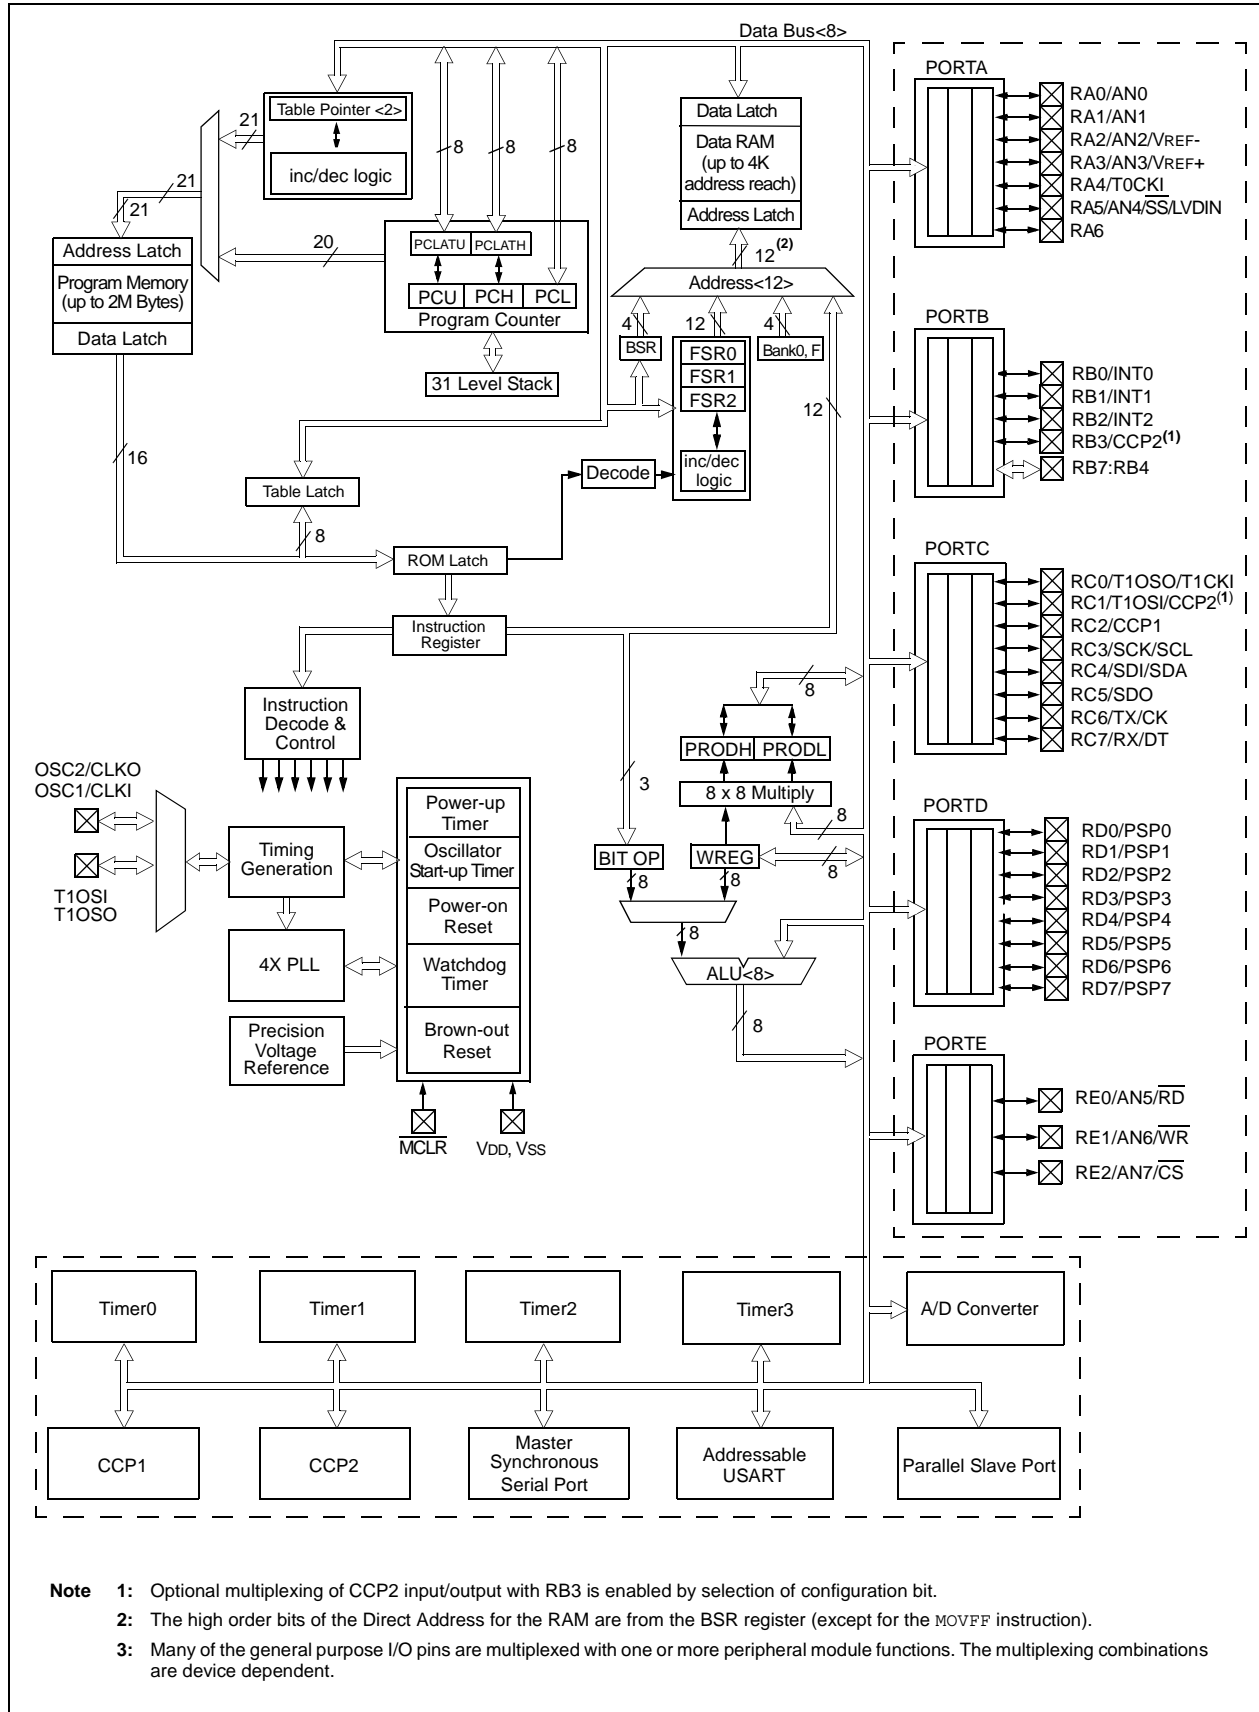 Data Bus<8>
Table Pointer <2>
inc/dec logic
21
21
21
20
8
8
8
Address Latch
Program Memory
(up to 2M Bytes)
Data Latch
PCLATU
PCLATH
PCU
PCH
PCL
Program Counter
31 Level Stack
Data Latch
Data RAM
(up to 4K
address reach)
Address Latch
12(2)
Address<12>
4
12
4
BSR
FSR0
FSR1
FSR2
Bank0, F
12
inc/dec
logic
Decode
16
Table Latch
8
ROM Latch
Instruction
Register
Instruction
Decode &
Control
OSC2/CLKO
OSC1/CLKI
T1OSI
T1OSO
Timing
Generation
4X PLL
Precision
Voltage
Reference
Power-up
Timer
Oscillator
Start-up Timer
Power-on
Reset
Watchdog
Timer
Brown-out
Reset
MCLR
VDD, VSS
8
PRODH
PRODL
8 x 8 Multiply
3
8
BIT OP
WREG
8
8
8
8
ALU<8>
8
PORTA
RA0/AN0
RA1/AN1
RA2/AN2/VREF-
RA3/AN3/VREF+
RA4/T0CKI
RA5/AN4/SS/LVDIN
RA6
PORTB
RB0/INT0
RB1/INT1
RB2/INT2
RB3/CCP2(1)
RB7:RB4
PORTC
RC0/T1OSO/T1CKI
RC1/T1OSI/CCP2(1)
RC2/CCP1
RC3/SCK/SCL
RC4/SDI/SDA
RC5/SDO
RC6/TX/CK
RC7/RX/DT
PORTD
RD0/PSP0
RD1/PSP1
RD2/PSP2
RD3/PSP3
RD4/PSP4
RD5/PSP5
RD6/PSP6
RD7/PSP7
PORTE
RE0/AN5/RD
RE1/AN6/WR
RE2/AN7/CS
Timer0
Timer1
Timer2
Timer3
A/D Converter
CCP1
CCP2
Master
Synchronous
Serial Port
Addressable
USART
Parallel Slave Port
Note 1: Optional multiplexing of CCP2 input/output with RB3 is enabled by selection of configuration bit.
2: The high order bits of the Direct Address for the RAM are from the BSR register (except for the MOVFF instruction).
3: Many of the general purpose I/O pins are multiplexed with one or more peripheral module functions. The multiplexing combinations
are device dependent.